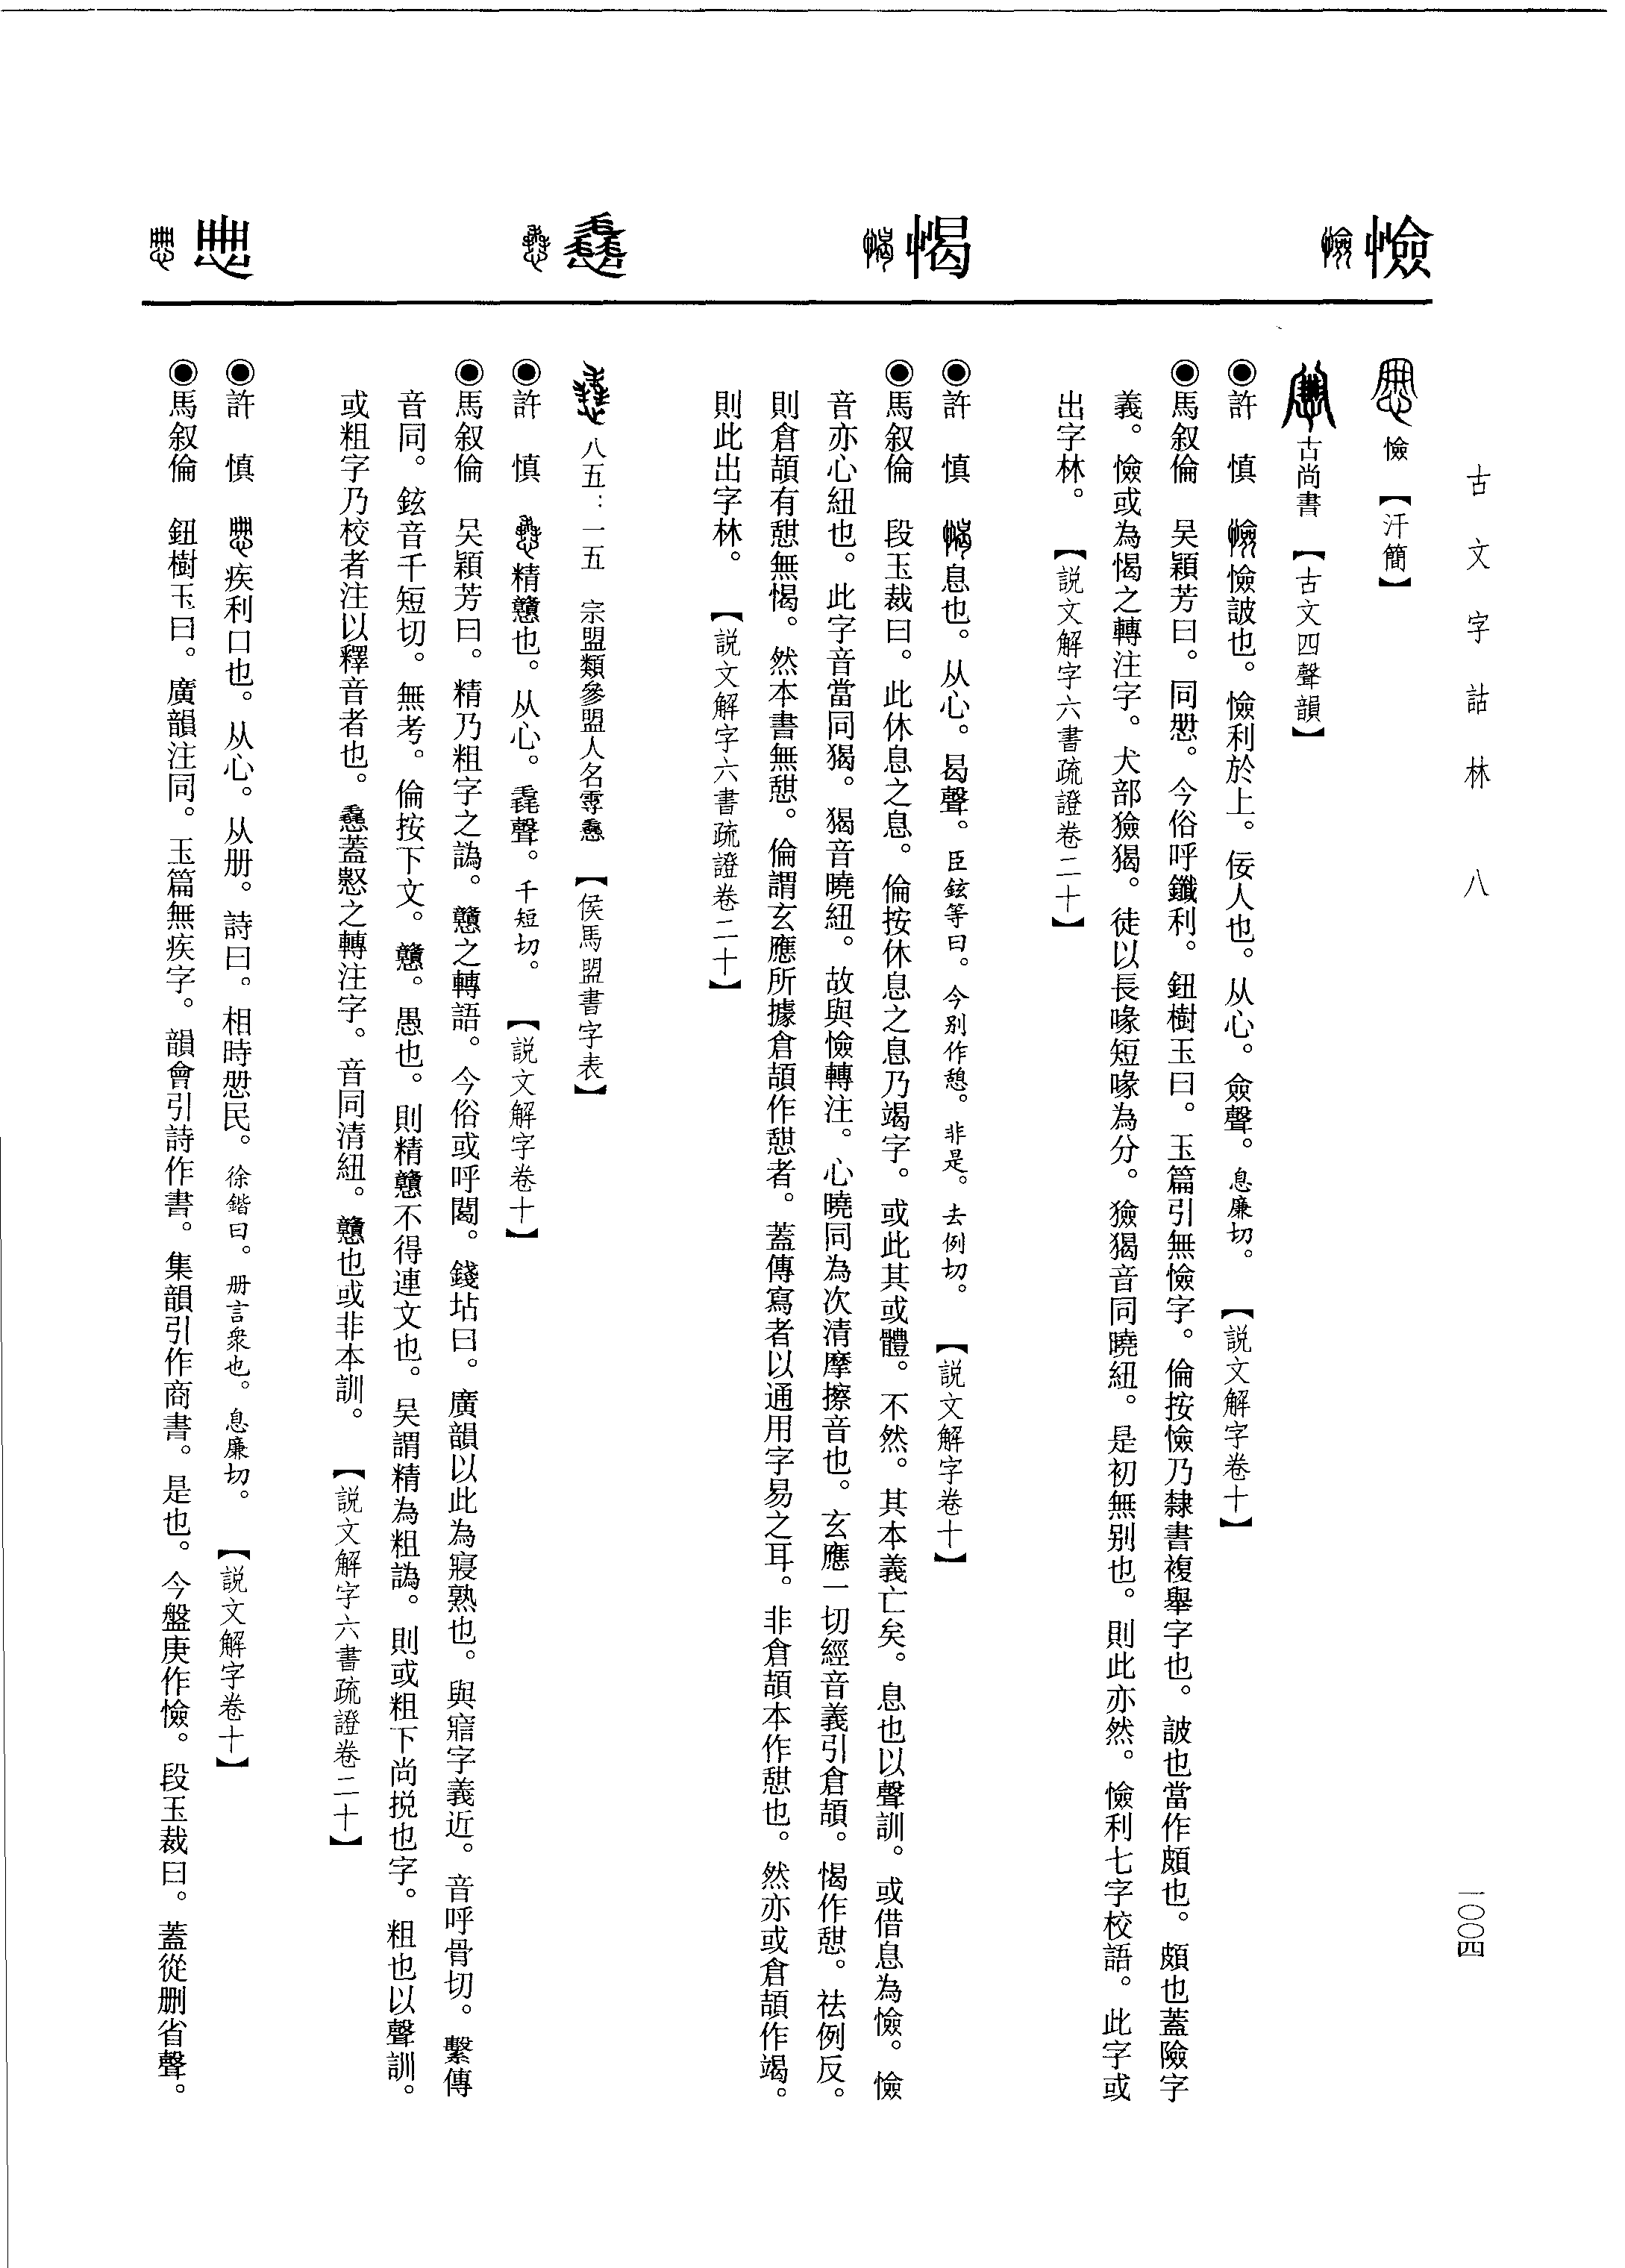 古文字詁林　八
一〇〇四
憸
愒
𢣭
𢘍
憸　【汗簡】
古尚書　【古文四聲韻】
◉許　慎　憸詖也。憸利於上。佞人也。从心。僉聲。息廉切。　【説文解字卷十】
◉馬叙倫　吴穎芳曰。同𢘍。今俗呼鑯利。鈕樹玉曰。玉篇引無憸字。倫按憸乃隸書複舉字也。詖也當作頗也。頗也蓋險字
義。憸或為愒之轉注字。犬部獫猲。徒以長喙短喙為分。獫猲音同曉紐。是初無别也。則此亦然。憸利七字校語。此字或
出字林。　【説文解字六書疏證卷二十】
◉許　慎　息也。从心。曷聲。臣鉉等曰。今别作憩。非是。去例切。　【説文解字卷十】
◉馬叙倫　段玉裁曰。此休息之息。倫按休息之息乃竭字。或此其或體。不然。其本義亡矣。息也以聲訓。或借息為憸。憸
音亦心紐也。此字音當同猲。猲音曉紐。故與憸轉注。心曉同為次清摩擦音也。玄應一切經音義引倉頡。愒作憇。祛例反。
則倉頡有憇無愒。然本書無憇。倫謂玄應所據倉頡作憇者。蓋傳寫者以通用字易之耳。非倉頡本作憇也。然亦或倉頡作竭。
則此出字林。　【説文解字六書疏證卷二十】
八五：一五　宗盟類參盟人名𩁹𢣭　【侯馬盟書字表】
◉許　慎　精戇也。从心。毳聲。千短切。　【説文解字卷十】
◉馬叙倫　吴穎芳曰。精乃粗字之譌。戇之轉語。今俗或呼闂。錢坫曰。廣韻以此為寢熟也。與寣字義近。音呼骨切。繫傳
音同。鉉音千短切。無考。倫按下文。戇。愚也。則精戇不得連文也。吴謂精為粗譌。則或粗下尚挩也字。粗也以聲訓。
或粗字乃校者注以釋音者也。𢣭蓋憝之轉注字。音同清紐。戇也或非本訓。　【説文解字六書疏證卷二十】
◉許　慎　疾利口也。从心。从册。詩曰。相時𢘍民。徐鍇曰。册言衆也。息廉切。　【説文解字卷十】
◉馬叙倫　鈕樹玉曰。廣韻注同。玉篇無疾字。韻會引詩作書。集韻引作商書。是也。今盤庚作憸。段玉裁曰。蓋從删省聲。